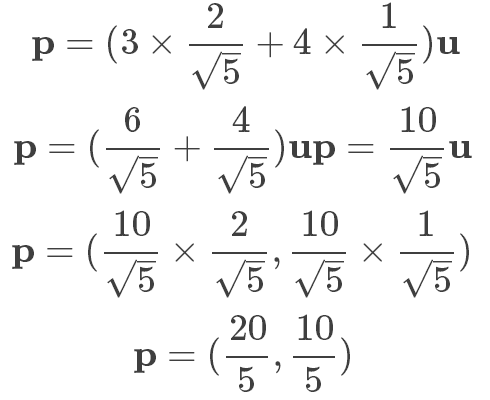 p = (3 × 2/√5 + 4 × 1/√5)u
p = (6/√5 + 4/√5)up = 10/√5 u
p = (10/√5 × 2/√5, 10/√5 × 1/√5)
p = (20/5, 10/5)